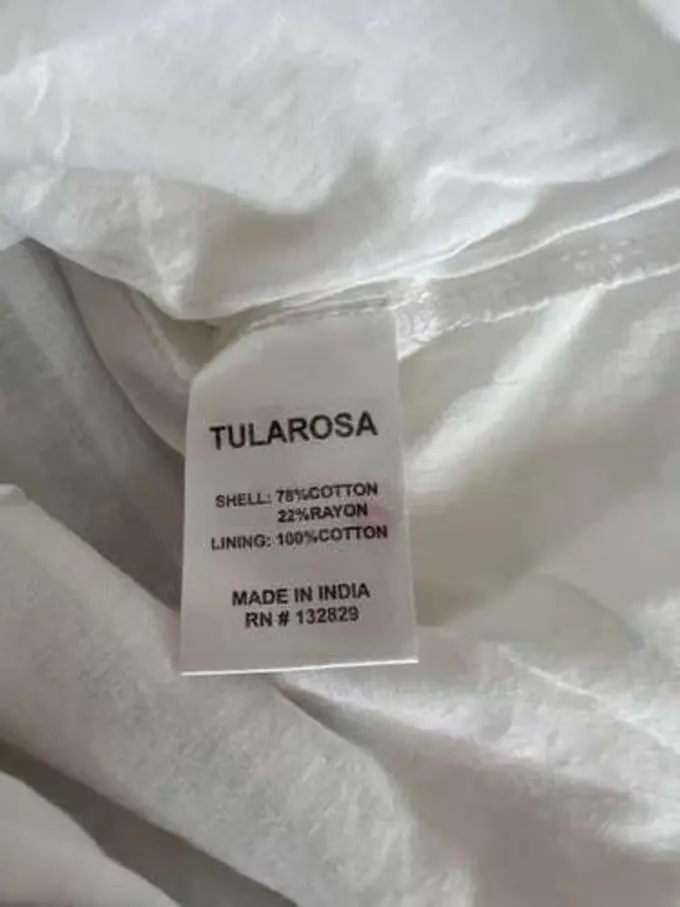 TULAROSA
SHELL: 78%COTTON
22%RAYON
LINING: 100%COTTON
MADE IN INDIA
RN # 132829